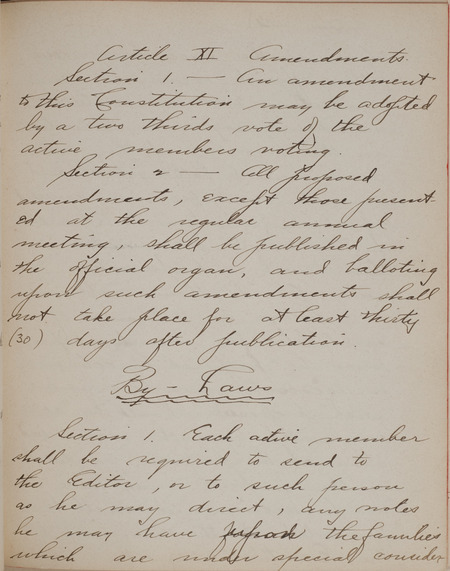 Article XI Amendments.
Section 1. — An amendment
to this Constitution may be adopted
by a two thirds vote of the
active members voting.
Section 2 — All proposed
amendments, except those present-
ed at the regular annual
meeting, shall be published in
the official organ, and balloting
upon such amendments shall
not take place for at least thirty
(30) days after publication.
By-Laws
Section 1. Each active member
shall be required to send to
the Editor, or to such person
as he may direct, any notes
he may have upon the families
which are under special consider-